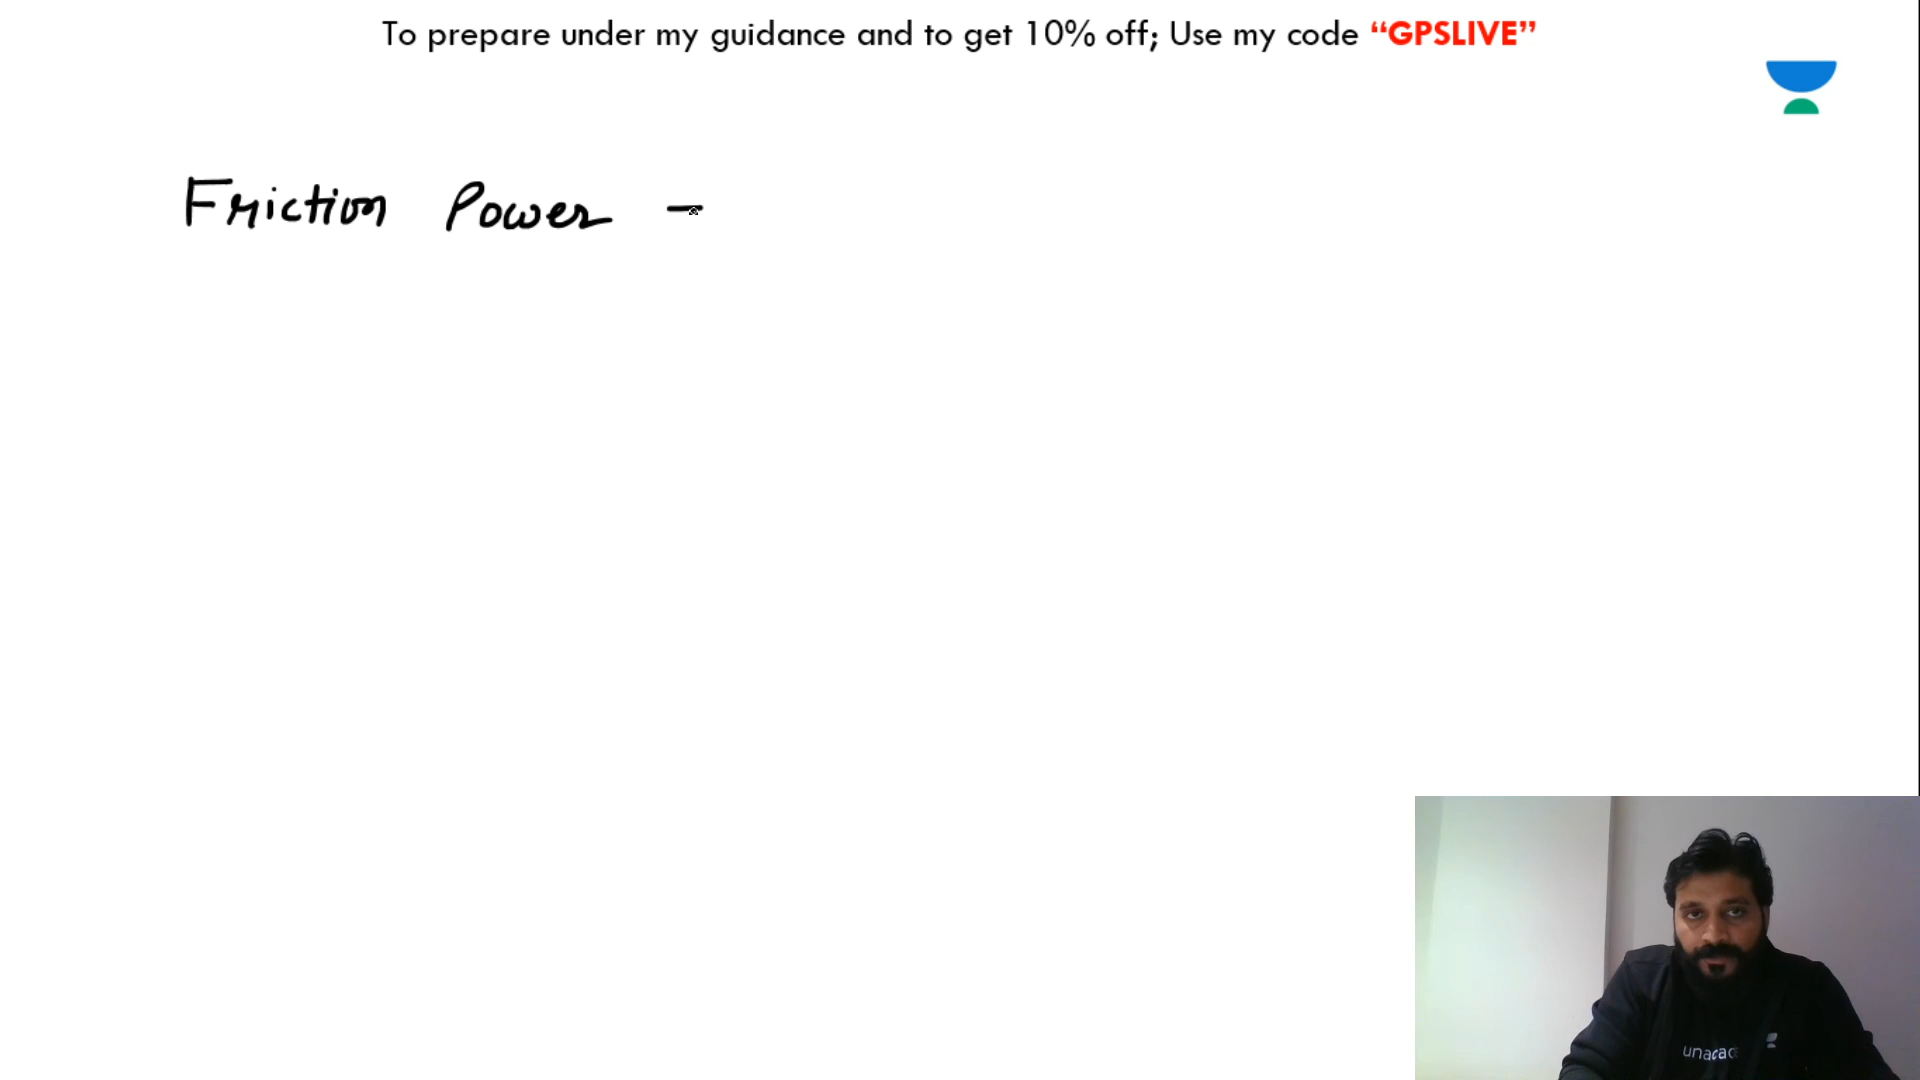 To prepare under my guidance and to get 10% off; Use my code “GPSLIVE”
Friction Power -